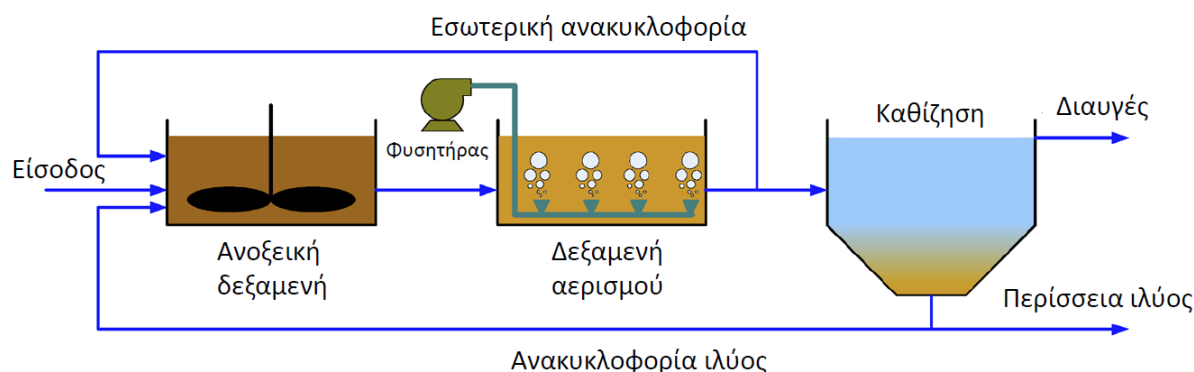 Εσωτερική ανακυκλοφορία
Καθίζηση
Διαυγές
Φυσητήρας
Είσοδος
Ανοξεική
δεξαμενή
Δεξαμενή
αερισμού
Περίσσεια ιλύος
Ανακυκλοφορία ιλύος